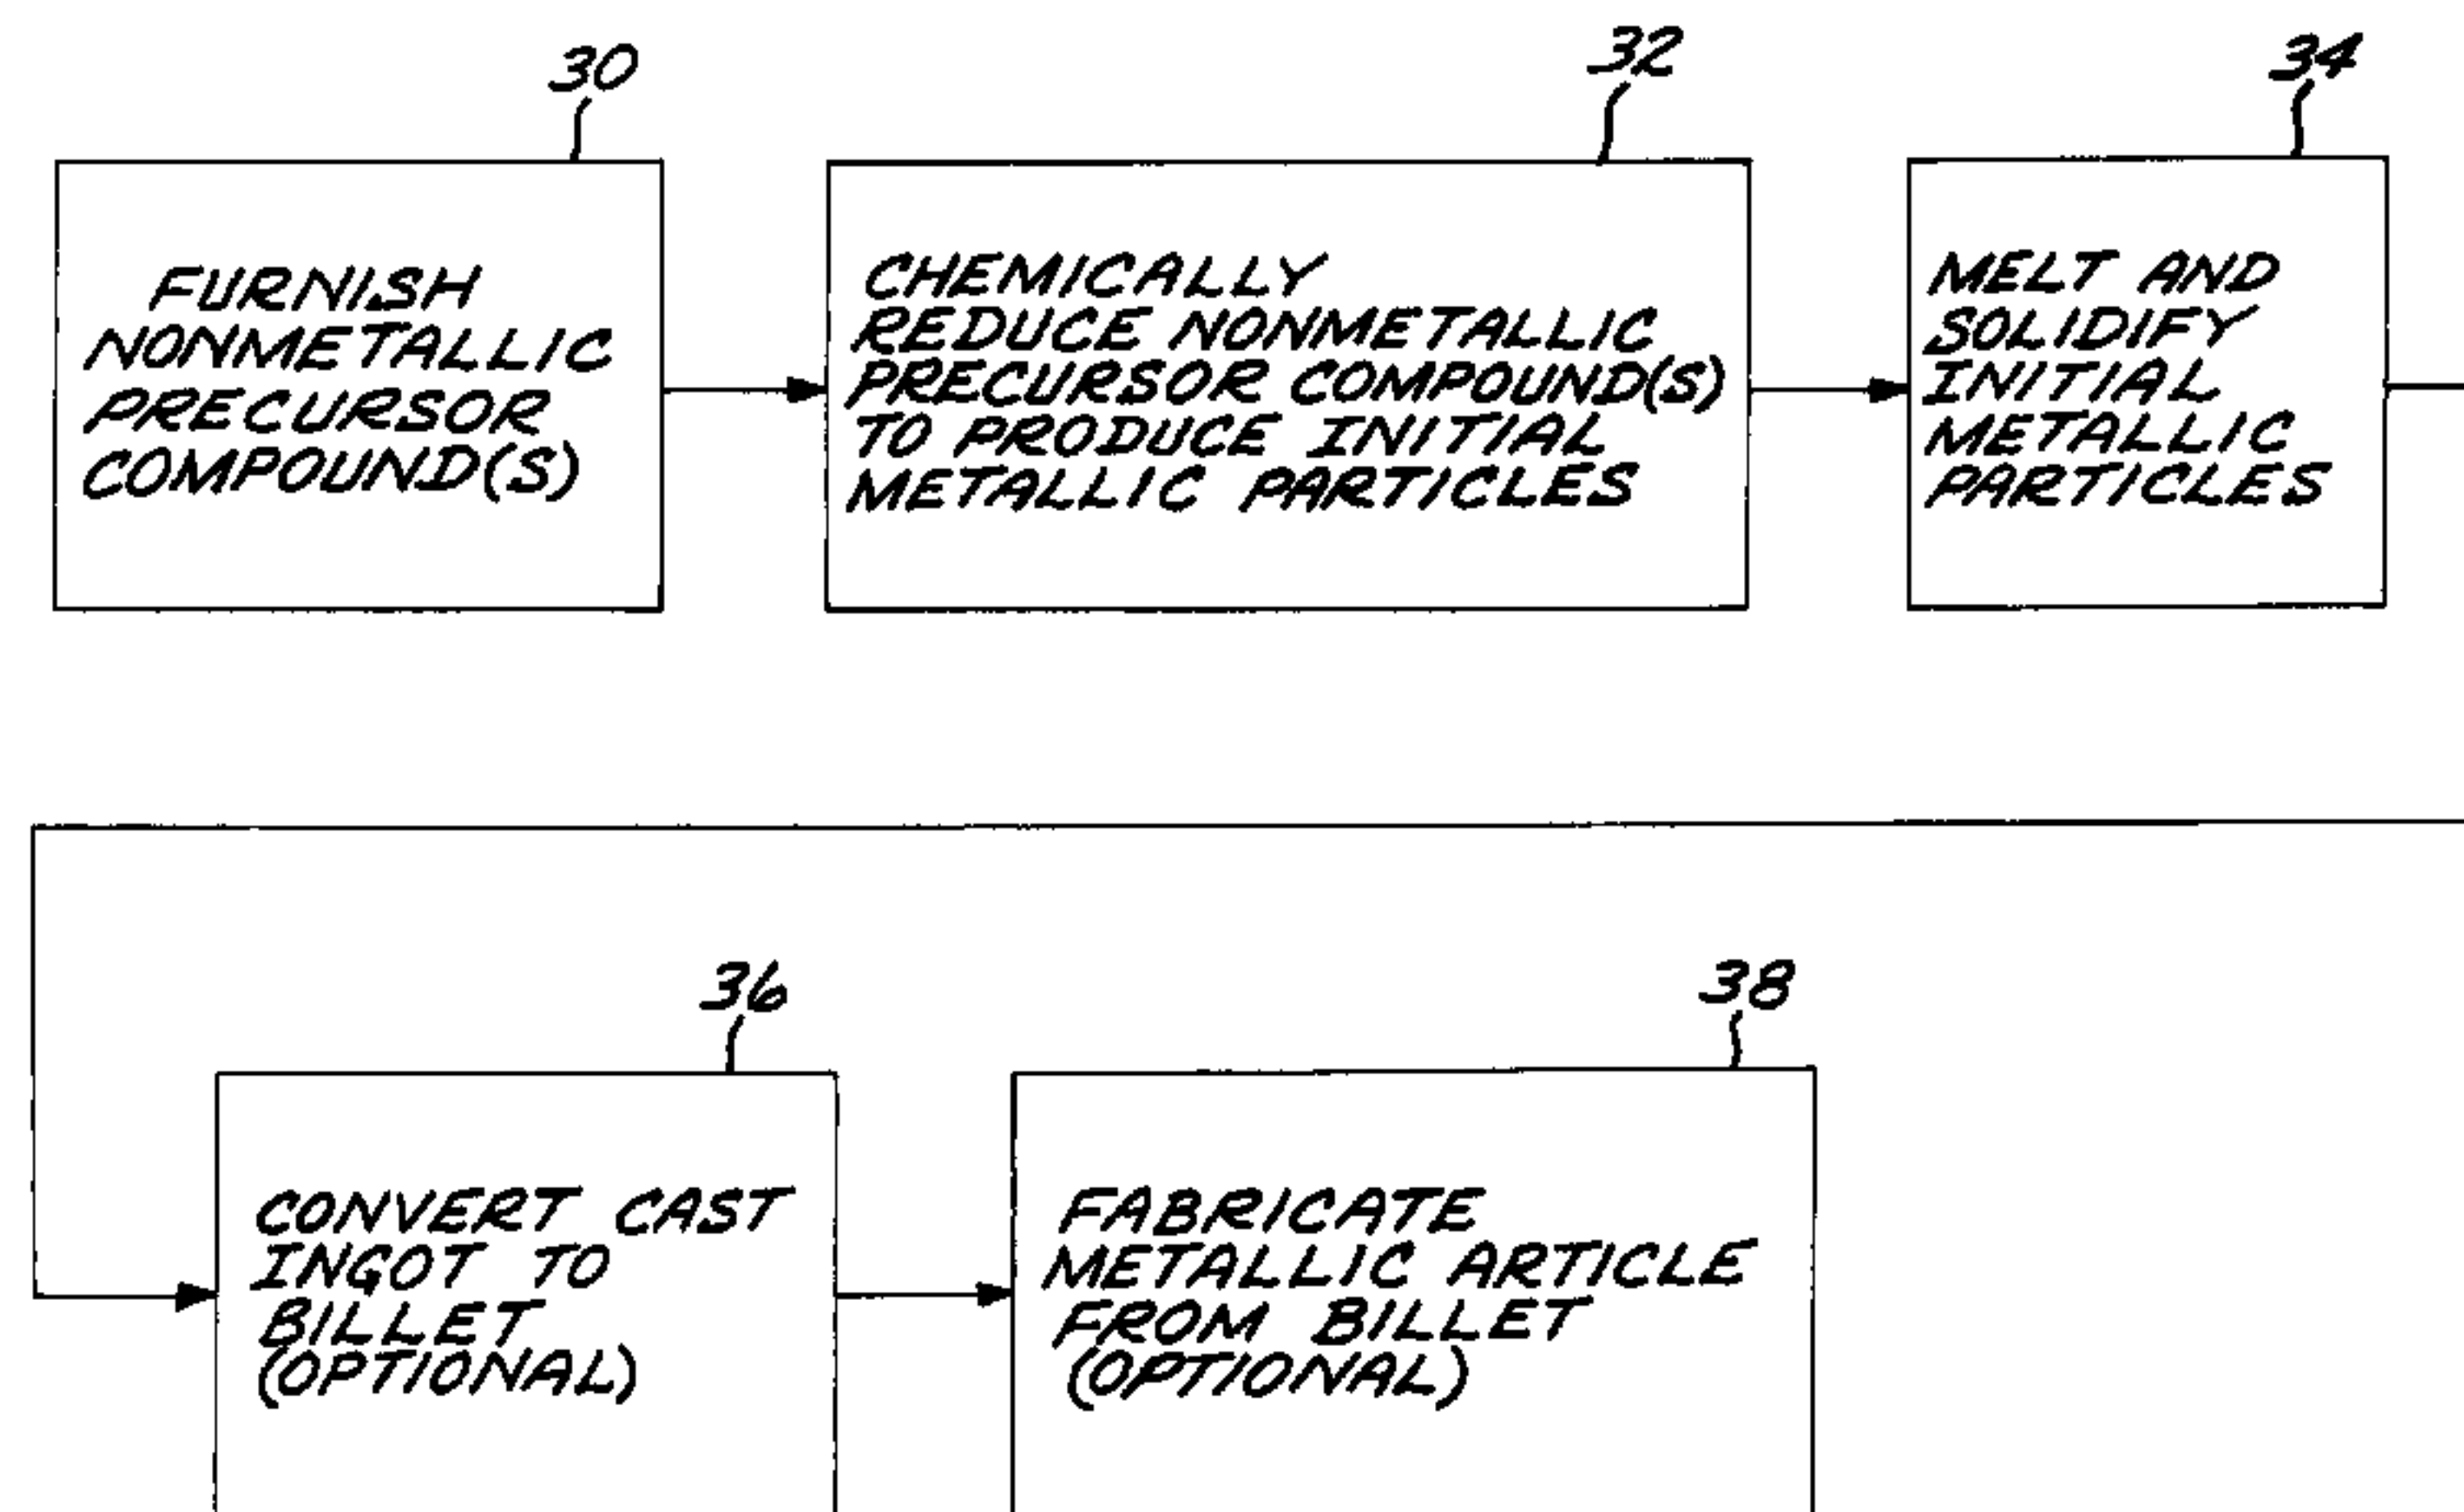 30
FURNISH
NONMETALLIC
PRECURSOR
COMPOUND(S)
32
CHEMICALLY
REDUCE NONMETALLIC
PRECURSOR COMPOUND(S)
TO PRODUCE INITIAL
METALLIC PARTICLES
34
MELT AND
SOLIDIFY
INITIAL
METALLIC
PARTICLES
36
CONVERT CAST
INGOT TO
BILLET
(OPTIONAL)
38
FABRICATE
METALLIC ARTICLE
FROM BILLET
(OPTIONAL)